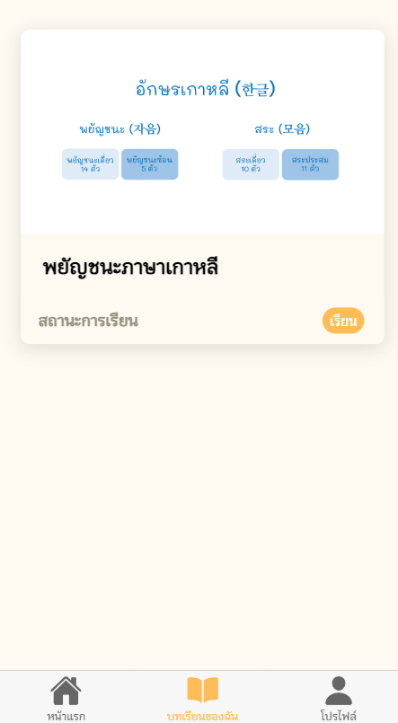 อักษรเกาหลี (한글)
พยัญชนะ (자음)
สระ (모음)
พยัญชนะเดี่ยว
14 ตัว
พยัญชนะซ้อน
5 ตัว
สระเดี่ยว
10 ตัว
สระประสม
11 ตัว
พยัญชนะภาษาเกาหลี
สถานะการเรียน
เรียน
หน้าแรก
บทเรียนของฉัน
โปรไฟล์